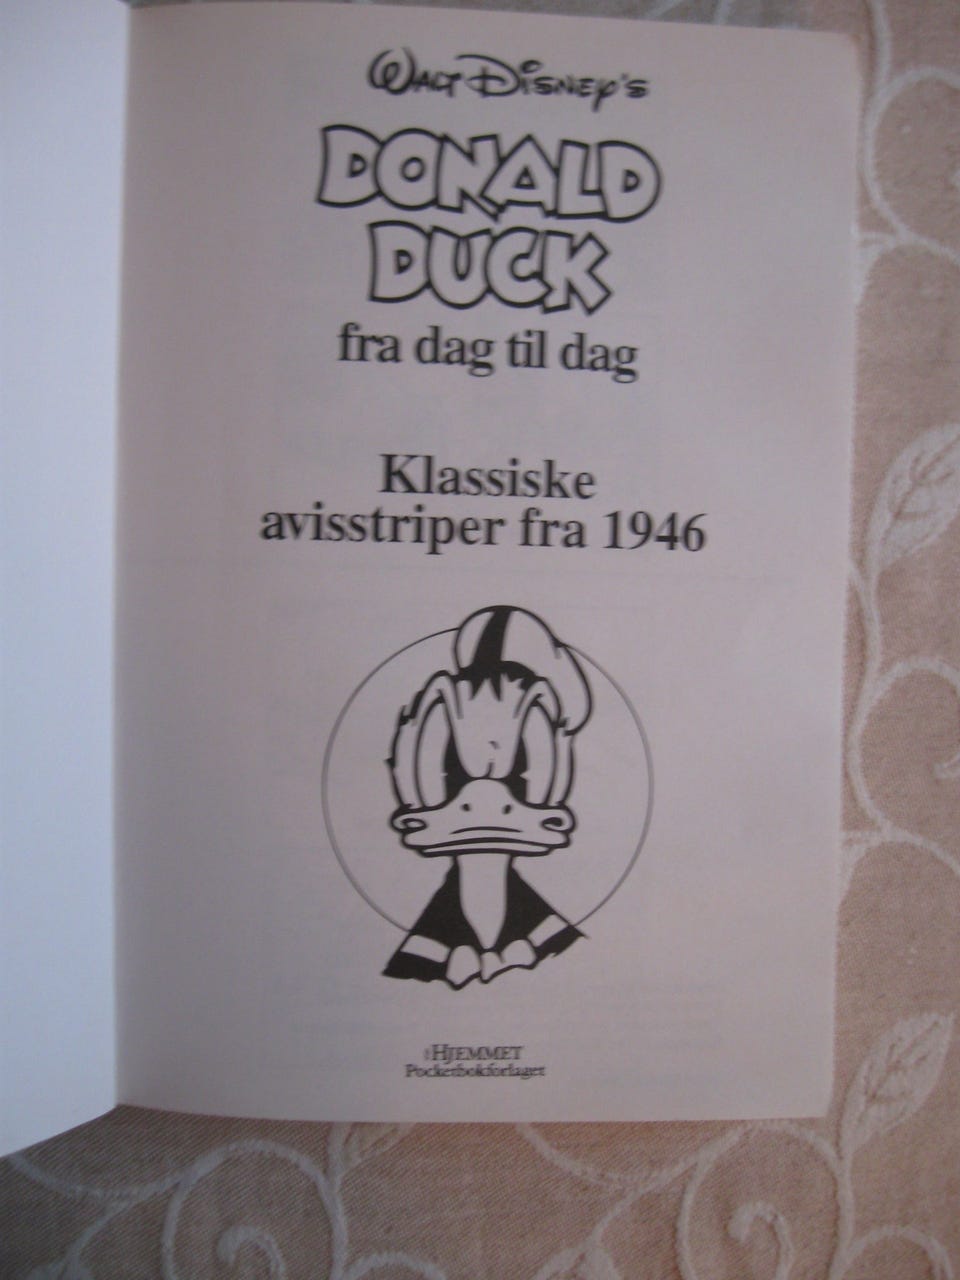 Walt Disney's
DONALD
DUCK
fra dag til dag
Klassiske
avisstriper fra 1946
HJEMMET
Pocketbokforlaget